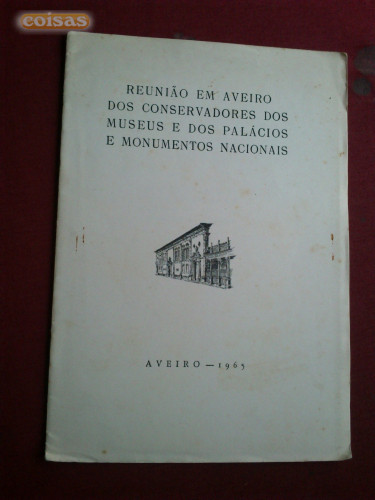 coisas
REUNIÃO EM AVEIRO
DOS CONSERVADORES DOS
MUSEUS E DOS PALÁCIOS
E MONUMENTOS NACIONAIS
AVEIRO — 1965